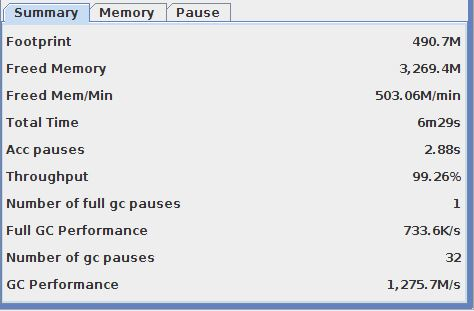 Summary Memory Pause
Footprint 490.7M
Freed Memory 3,269.4M
Freed Mem/Min 503.06M/min
Total Time 6m29s
Acc pauses 2.88s
Throughput 99.26%
Number of full gc pauses 1
Full GC Performance 733.6K/s
Number of gc pauses 32
GC Performance 1,275.7M/s